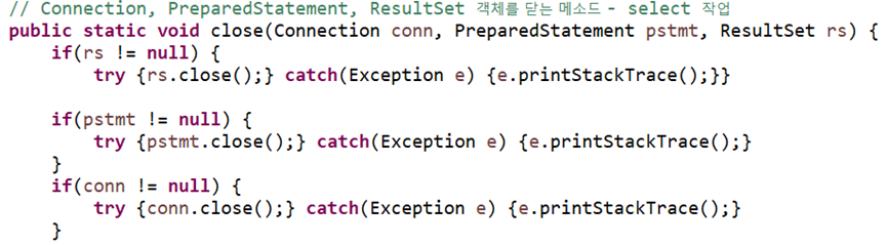 // Connection, PreparedStatement, ResultSet 객체를 닫는 메소드 - select 작업
public static void close(Connection conn, PreparedStatement pstmt, ResultSet rs) {
    if(rs != null) {
        try {rs.close();} catch(Exception e) {e.printStackTrace();}}

    if(pstmt != null) {
        try {pstmt.close();} catch(Exception e) {e.printStackTrace();}
    }
    if(conn != null) {
        try {conn.close();} catch(Exception e) {e.printStackTrace();}
    }